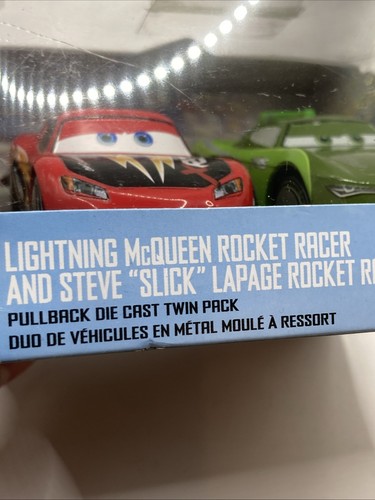 LIGHTNING McQUEEN ROCKET RACER
AND STEVE “SLICK” LAPAGE ROCKET
PULLBACK DIE CAST TWIN PACK
DUO DE VÉHICULES EN MÉTAL MOULÉ À RESSORT